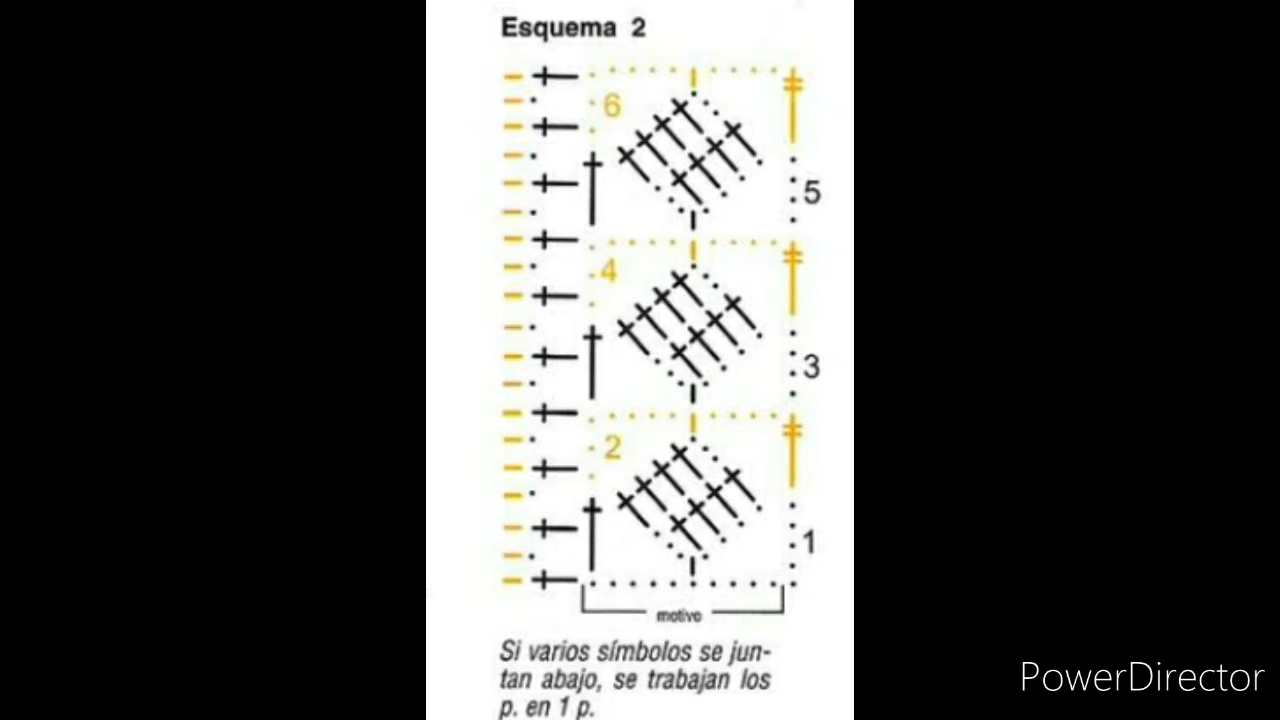 Esquema 2
6
5
4
3
2
1
motivo
Si varios símbolos se jun-
tan abajo, se trabajan los
p. en 1 p.
PowerDirector